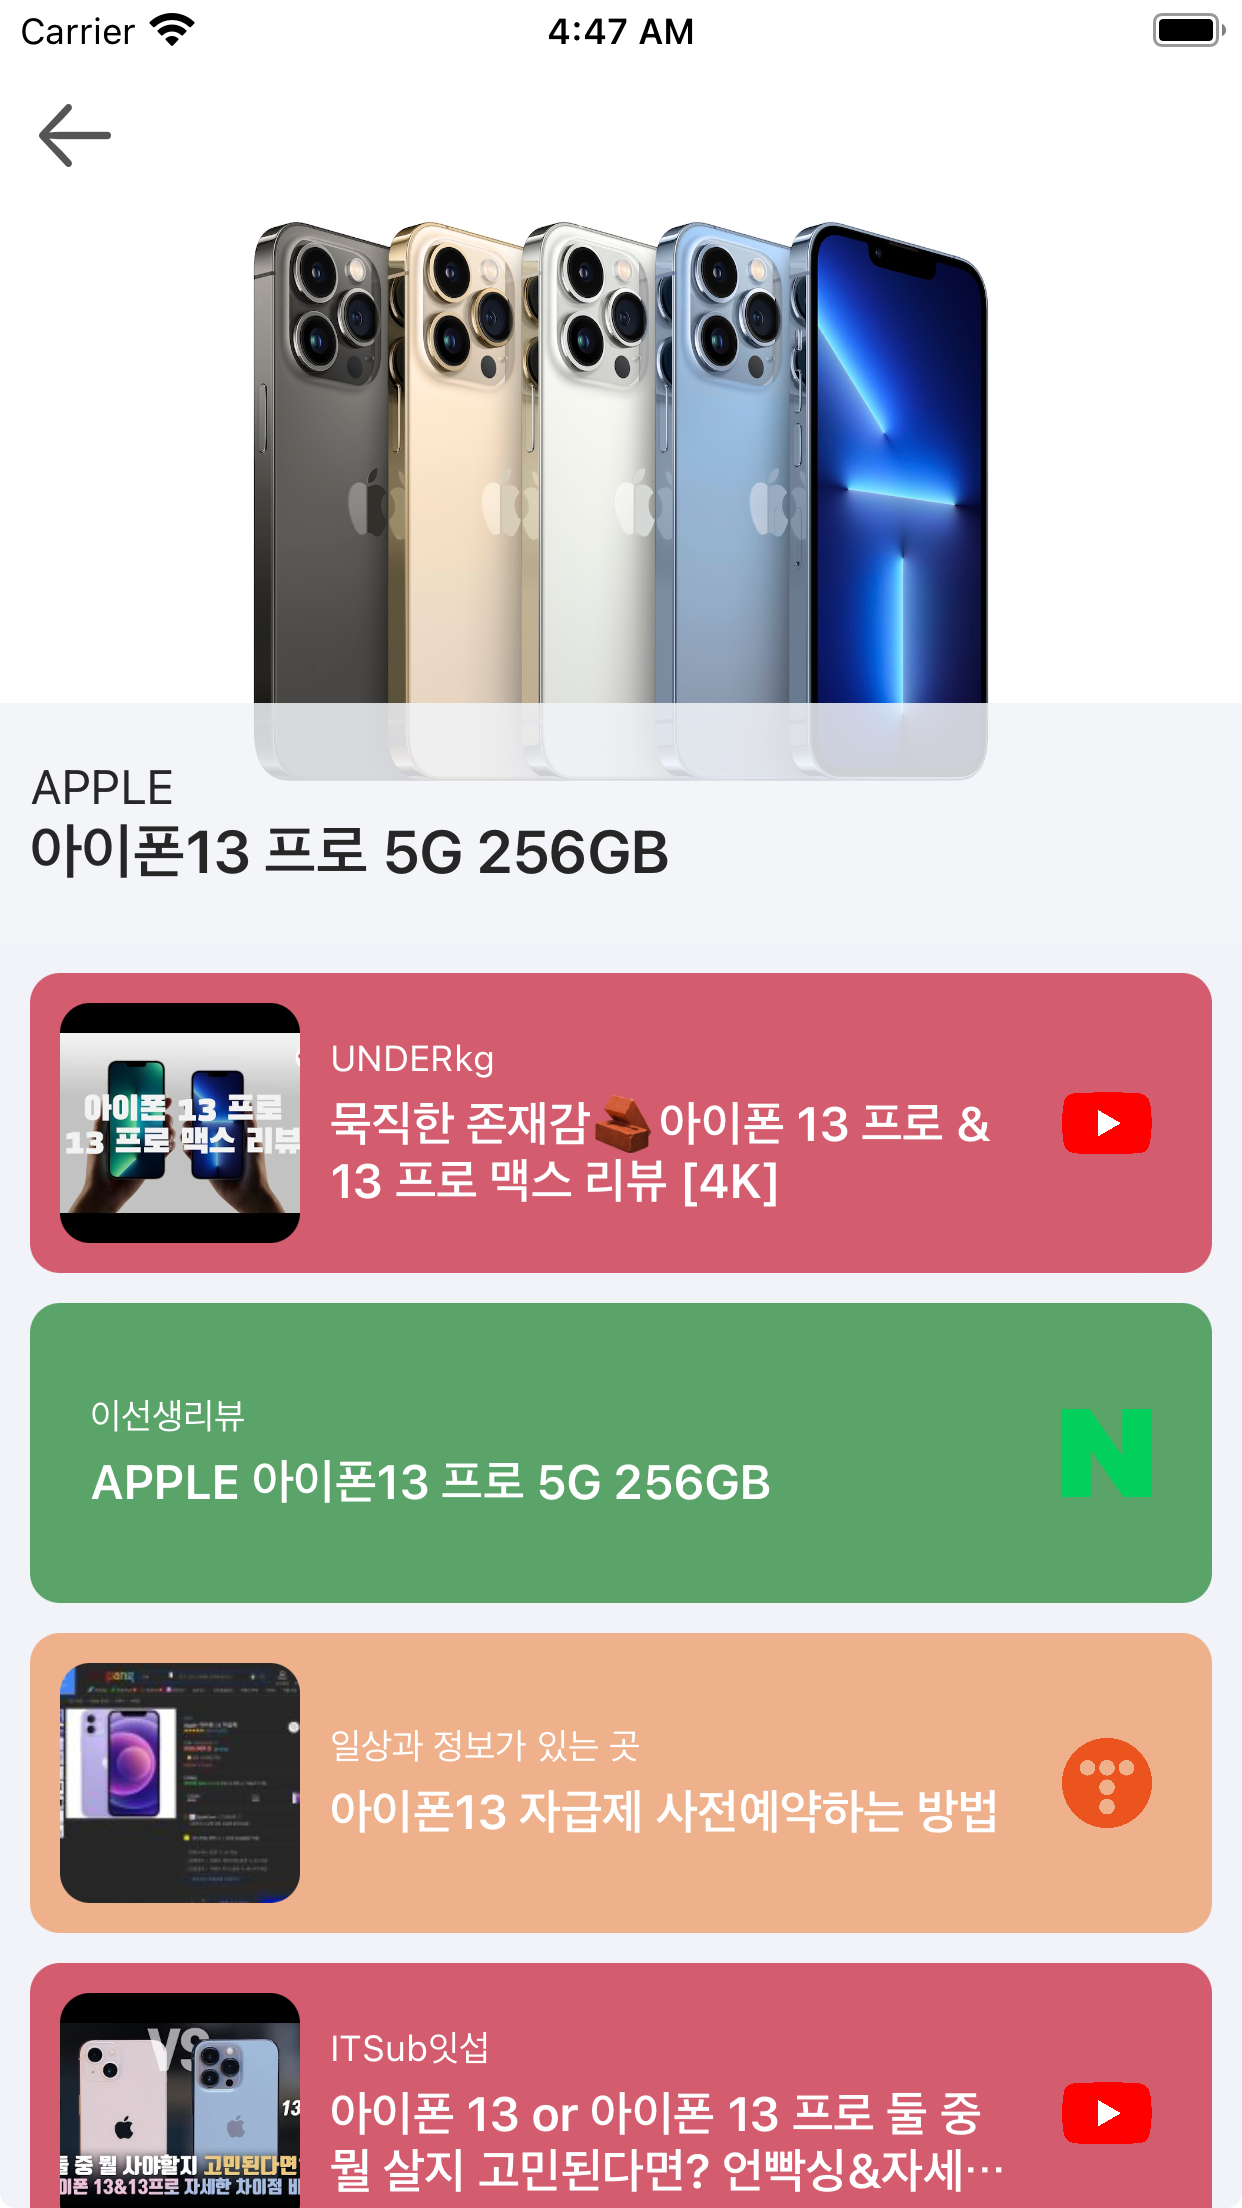 Carrier
4:47 AM
APPLE
아이폰13 프로 5G 256GB
아이폰 13 프로
13 프로 맥스 리뷰
UNDERkg
묵직한 존재감🧱아이폰 13 프로 &
13 프로 맥스 리뷰 [4K]
이선생리뷰
APPLE 아이폰13 프로 5G 256GB
N
pang
일상과 정보가 있는 곳
아이폰13 자급제 사전예약하는 방법
VS
13
중 뭘 사야할지 고민된다면
13&13프로 자세한 차이점
ITSub잇섭
아이폰 13 or 아이폰 13 프로 둘 중
뭘 살지 고민된다면? 언빡싱&자세…